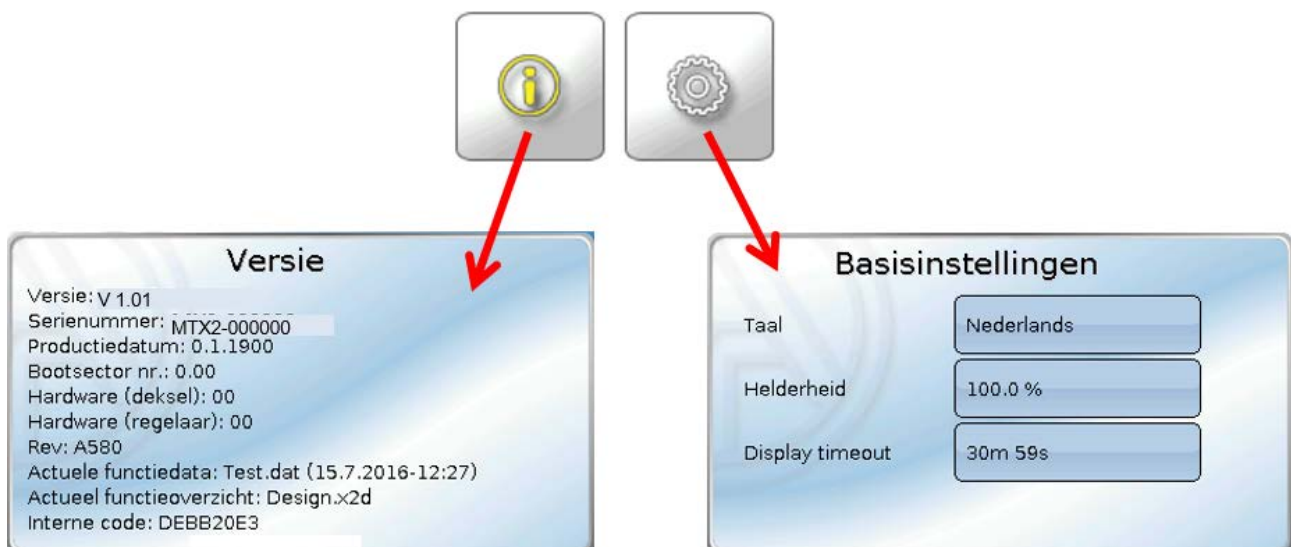 Versie
Versie: V 1.01
Serienummer: MTX2-000000
Productiedatum: 0.1.1900
Bootsector nr.: 0.00
Hardware (deksel): 00
Hardware (regelaar): 00
Rev: A580
Actuele functiedata: Test.dat (15.7.2016-12:27)
Actueel functieoverzicht: Design.x2d
Interne code: DEBB20E3
Basisinstellingen
Taal Nederlands
Helderheid 100.0 %
Display timeout 30m 59s